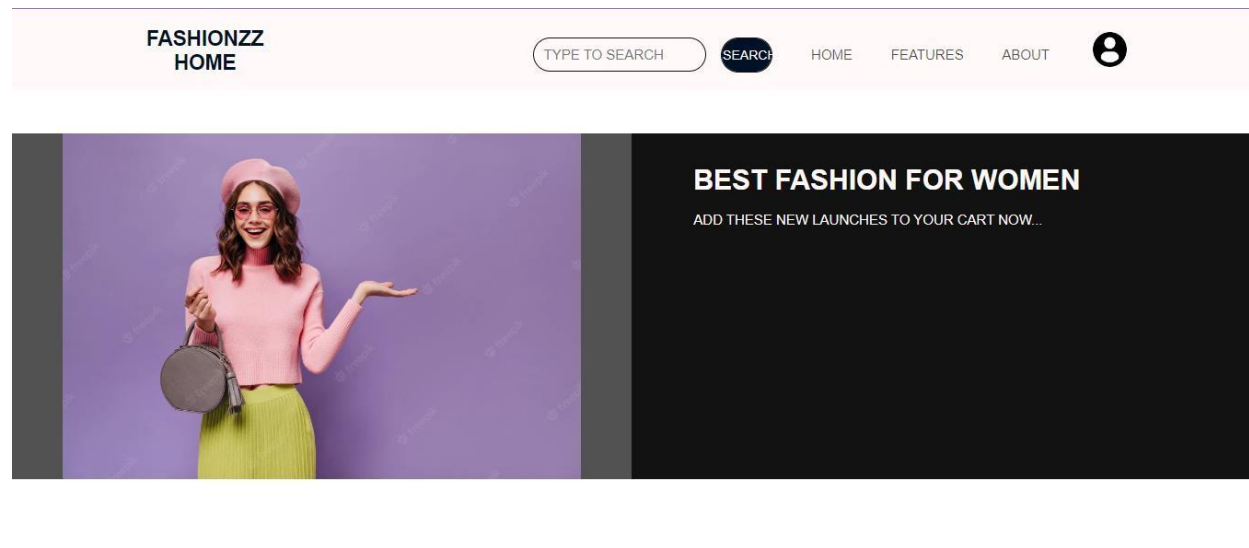 FASHIONZZ
HOME
TYPE TO SEARCH
SEARCH
HOME
FEATURES
ABOUT
BEST FASHION FOR WOMEN
ADD THESE NEW LAUNCHES TO YOUR CART NOW...
freepik